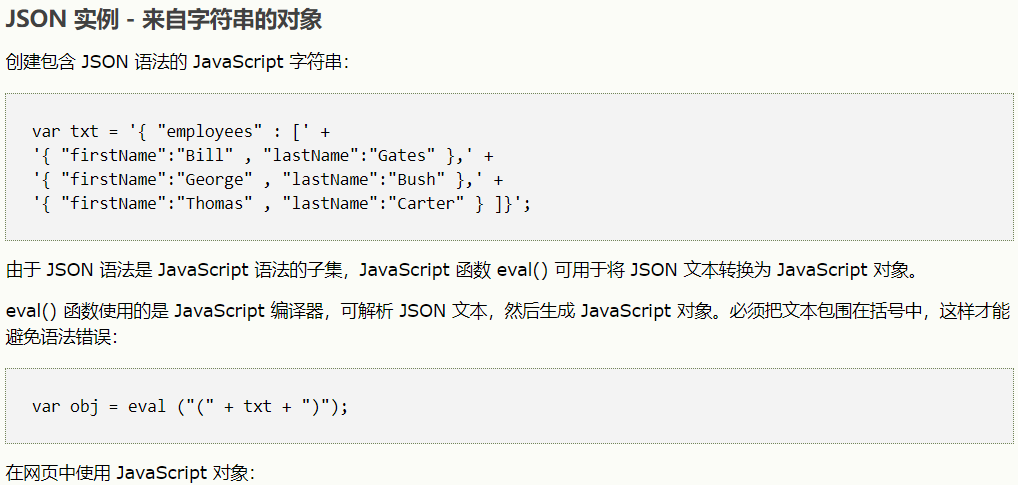 JSON 实例 - 来自字符串的对象
创建包含 JSON 语法的 JavaScript 字符串：
var txt = '{ "employees" : [' +
'{ "firstName":"Bill" , "lastName":"Gates" },' +
'{ "firstName":"George" , "lastName":"Bush" },' +
'{ "firstName":"Thomas" , "lastName":"Carter" } ]}';
由于 JSON 语法是 JavaScript 语法的子集，JavaScript 函数 eval() 可用于将 JSON 文本转换为 JavaScript 对象。
eval() 函数使用的是 JavaScript 编译器，可解析 JSON 文本，然后生成 JavaScript 对象。必须把文本包围在括号中，这样才能
避免语法错误：
var obj = eval ("(" + txt + ")");
在网页中使用 JavaScript 对象：